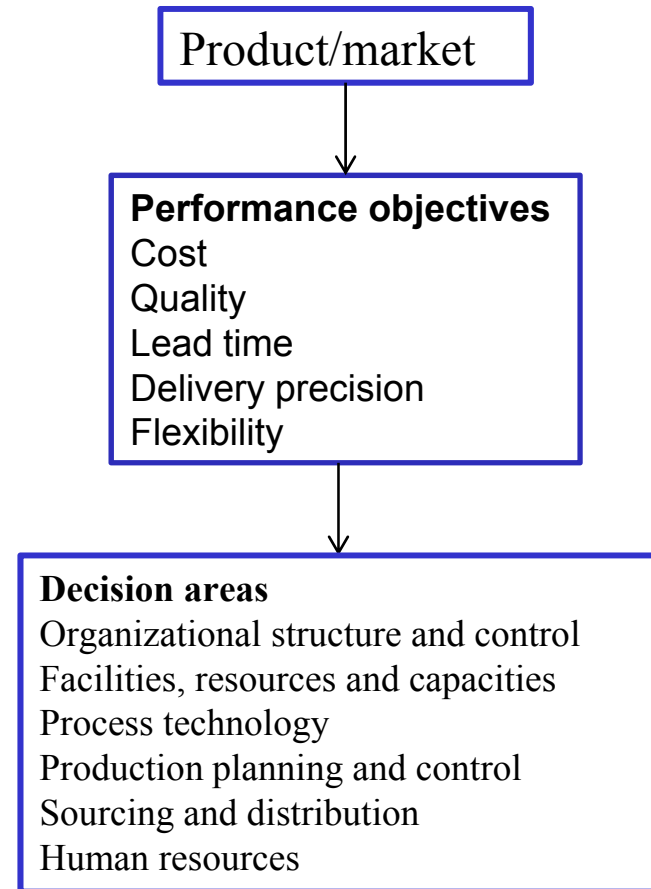 Product/market
Performance objectives
Cost
Quality
Lead time
Delivery precision
Flexibility
Decision areas
Organizational structure and control
Facilities, resources and capacities
Process technology
Production planning and control
Sourcing and distribution
Human resources